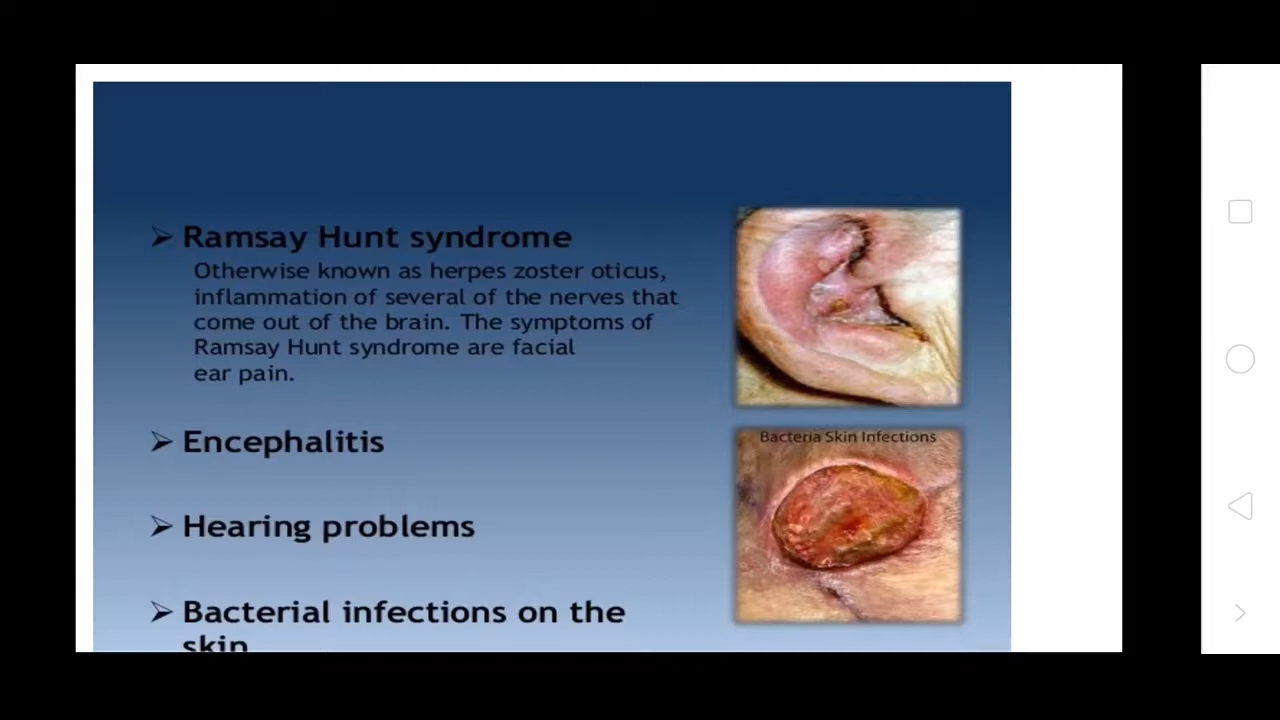 Ramsay Hunt syndrome
Otherwise known as herpes zoster oticus,
inflammation of several of the nerves that
come out of the brain. The symptoms of
Ramsay Hunt syndrome are facial
ear pain.
Encephalitis
Hearing problems
Bacterial infections on the
skin
Bacteria Skin Infections